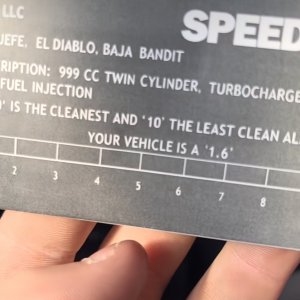 LLC
SPEED
JEFE, EL DIABLO, BAJA BANDIT
RIPTION: 999 CC TWIN CYLINDER, TURBOCHARGE
FUEL INJECTION
0' IS THE CLEANEST AND '10' THE LEAST CLEAN AL
YOUR VEHICLE IS A '1.6'
2 3 4 5 6 7 8